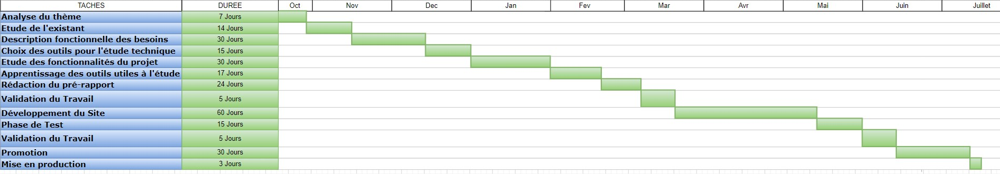 TACHES DUREE Oct Nov Dec Jan Fev Mar Avr Mai Juin Juillet
Analyse du thème 7 Jours
Etude de l'existant 14 Jours
Description fonctionnelle des besoins 30 Jours
Choix des outils pour l'étude technique 15 Jours
Etude des fonctionnalités du projet 30 Jours
Apprentissage des outils utiles à l'étude 17 Jours
Rédaction du pré-rapport 24 Jours
Validation du Travail 5 Jours
Développement du Site 60 Jours
Phase de Test 15 Jours
Validation du Travail 5 Jours
Promotion 30 Jours
Mise en production 3 Jours